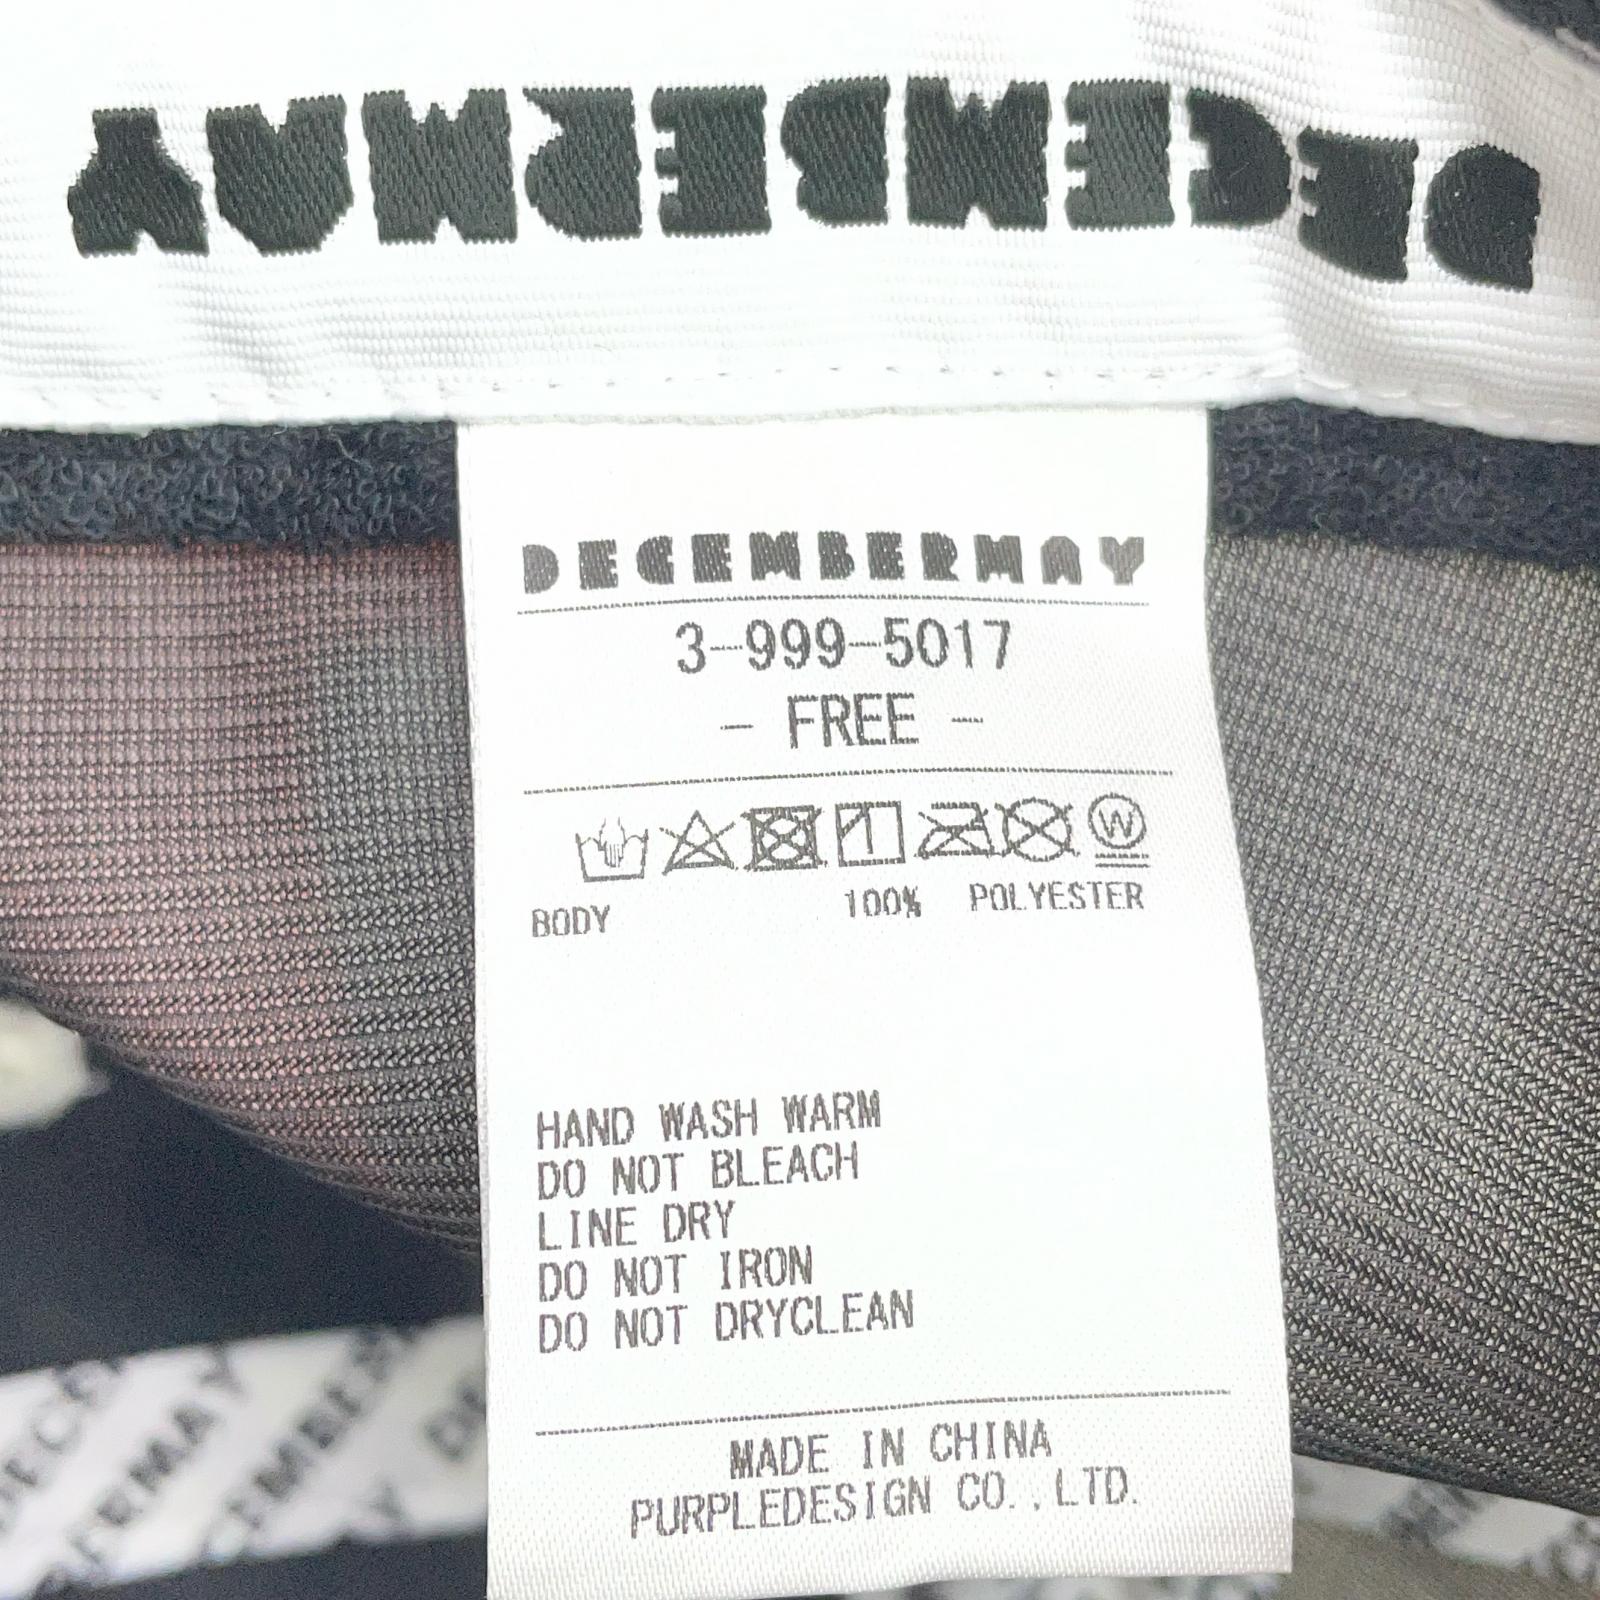 DECEMBERMAY
DECEMBERMAY
3-999-5017
- FREE -
W
BODY 100% POLYESTER
HAND WASH WARM
DO NOT BLEACH
LINE DRY
DO NOT IRON
DO NOT DRYCLEAN
MADE IN CHINA
PURPLEDESIGN CO.,LTD.